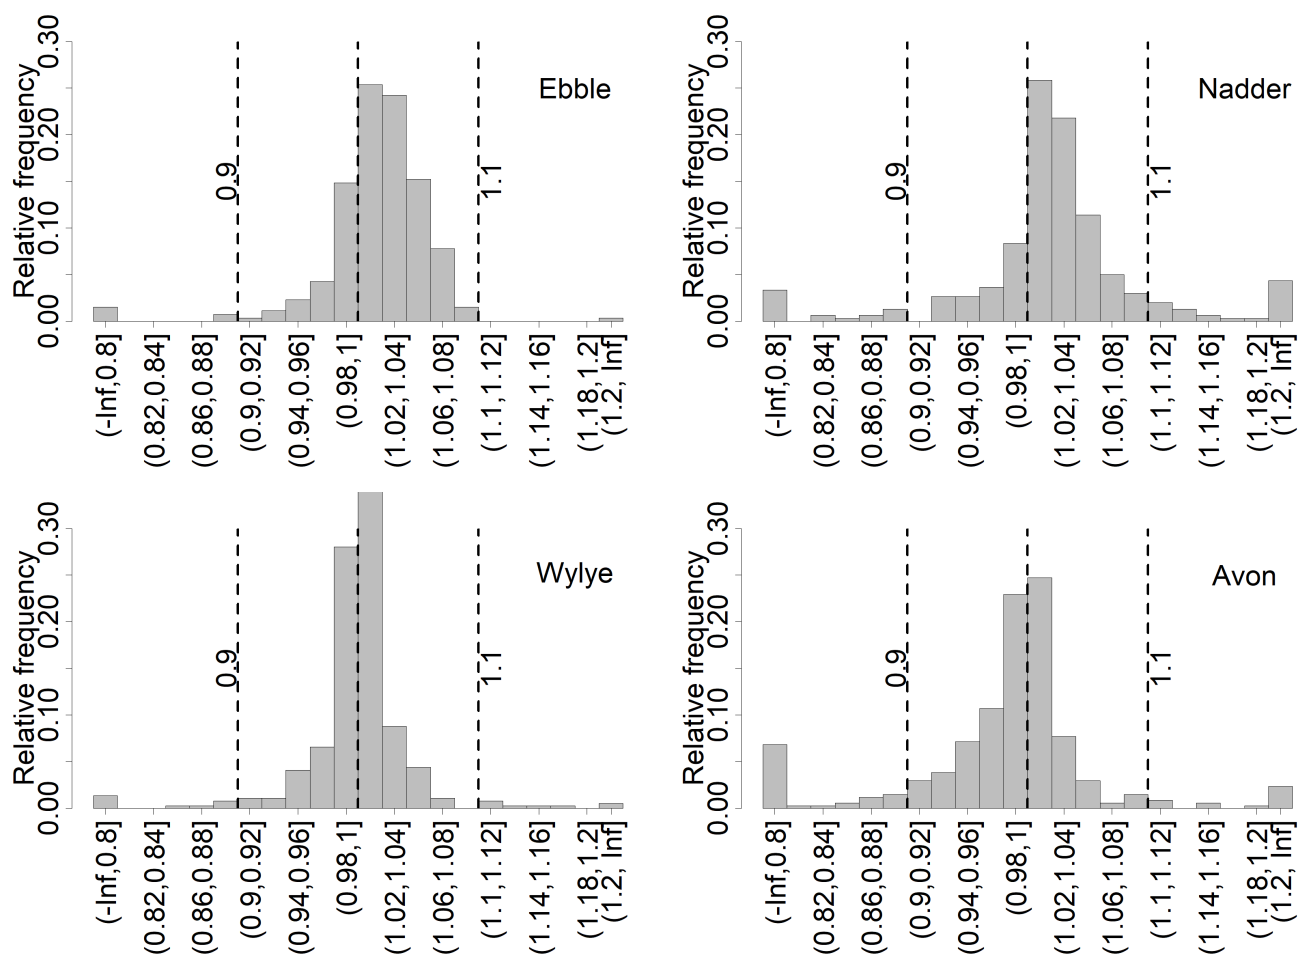 Relative frequency
0.00 0.10 0.20 0.30
Ebble
0.9
1.1
(-Inf,0.8]
(0.82,0.84]
(0.86,0.88]
(0.9,0.92]
(0.94,0.96]
(0.98,1]
(1.02,1.04]
(1.06,1.08]
(1.1,1.12]
(1.14,1.16]
(1.18,1.2]
(1.2, Inf]
Relative frequency
0.00 0.10 0.20 0.30
Nadder
0.9
1.1
(-Inf,0.8]
(0.82,0.84]
(0.86,0.88]
(0.9,0.92]
(0.94,0.96]
(0.98,1]
(1.02,1.04]
(1.06,1.08]
(1.1,1.12]
(1.14,1.16]
(1.18,1.2]
(1.2, Inf]
Relative frequency
0.00 0.10 0.20 0.30
Wylye
0.9
1.1
(-Inf,0.8]
(0.82,0.84]
(0.86,0.88]
(0.9,0.92]
(0.94,0.96]
(0.98,1]
(1.02,1.04]
(1.06,1.08]
(1.1,1.12]
(1.14,1.16]
(1.18,1.2]
(1.2, Inf]
Relative frequency
0.00 0.10 0.20 0.30
Avon
0.9
1.1
(-Inf,0.8]
(0.82,0.84]
(0.86,0.88]
(0.9,0.92]
(0.94,0.96]
(0.98,1]
(1.02,1.04]
(1.06,1.08]
(1.1,1.12]
(1.14,1.16]
(1.18,1.2]
(1.2, Inf]